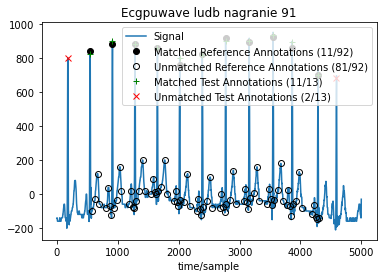 Ecgpuwave ludb nagranie 91
1000
800
600
400
200
0
−200
Signal
Matched Reference Annotations (11/92)
Unmatched Reference Annotations (81/92)
Matched Test Annotations (11/13)
Unmatched Test Annotations (2/13)
0 1000 2000 3000 4000 5000
time/sample